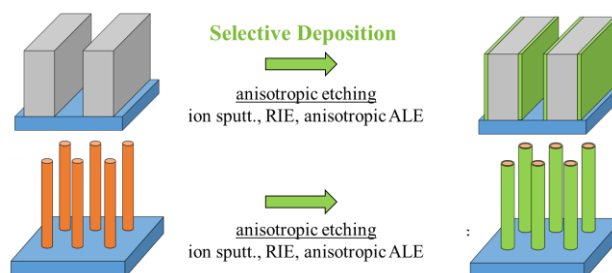 Selective Deposition
anisotropic etching
ion sputt., RIE, anisotropic ALE
anisotropic etching
ion sputt., RIE, anisotropic ALE
: